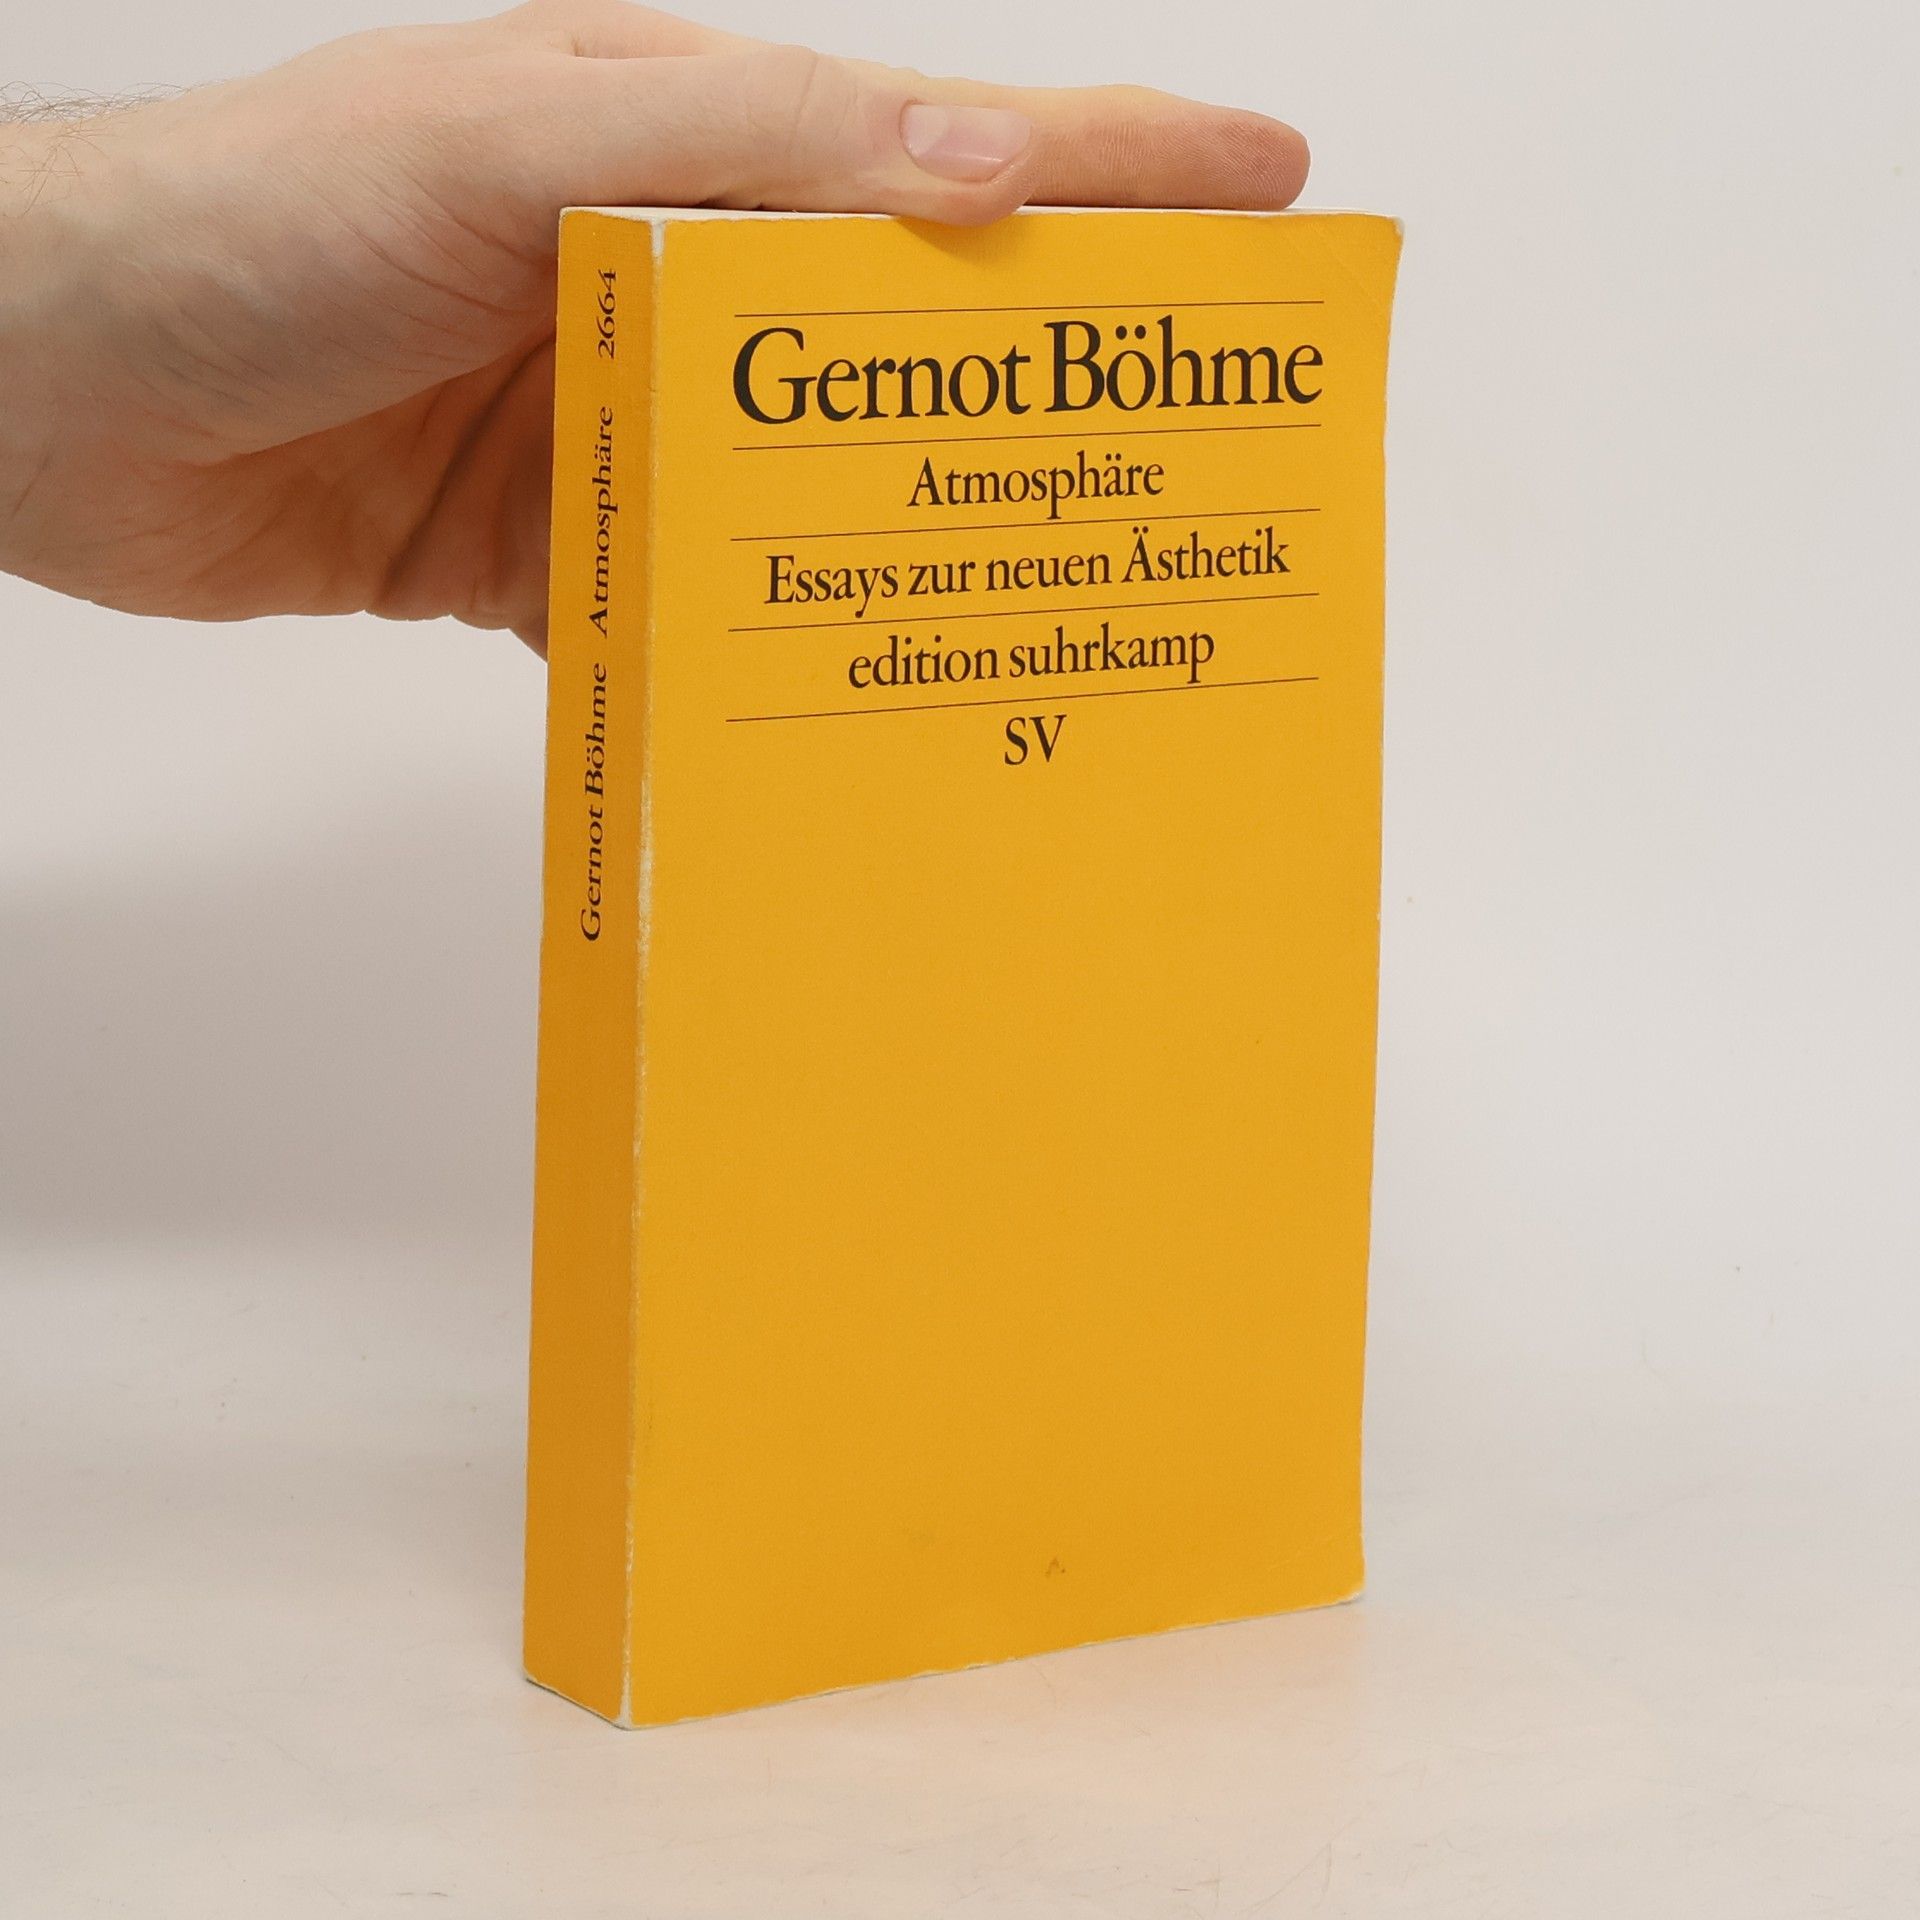 Gernot Böhme
Atmosphäre
Essays zur neuen Ästhetik
edition suhrkamp
SV
Gernot Böhme Atmosphäre 2664